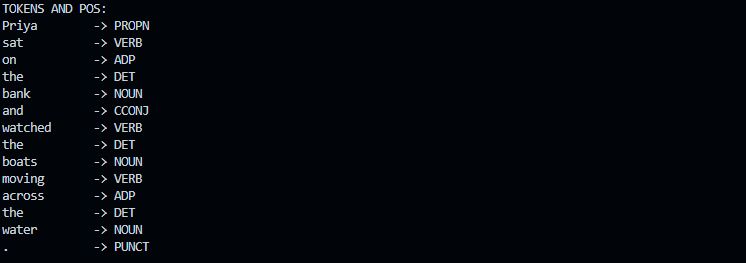 TOKENS AND POS:
Priya -> PROPN
sat -> VERB
on -> ADP
the -> DET
bank -> NOUN
and -> CCONJ
watched -> VERB
the -> DET
boats -> NOUN
moving -> VERB
across -> ADP
the -> DET
water -> NOUN
. -> PUNCT